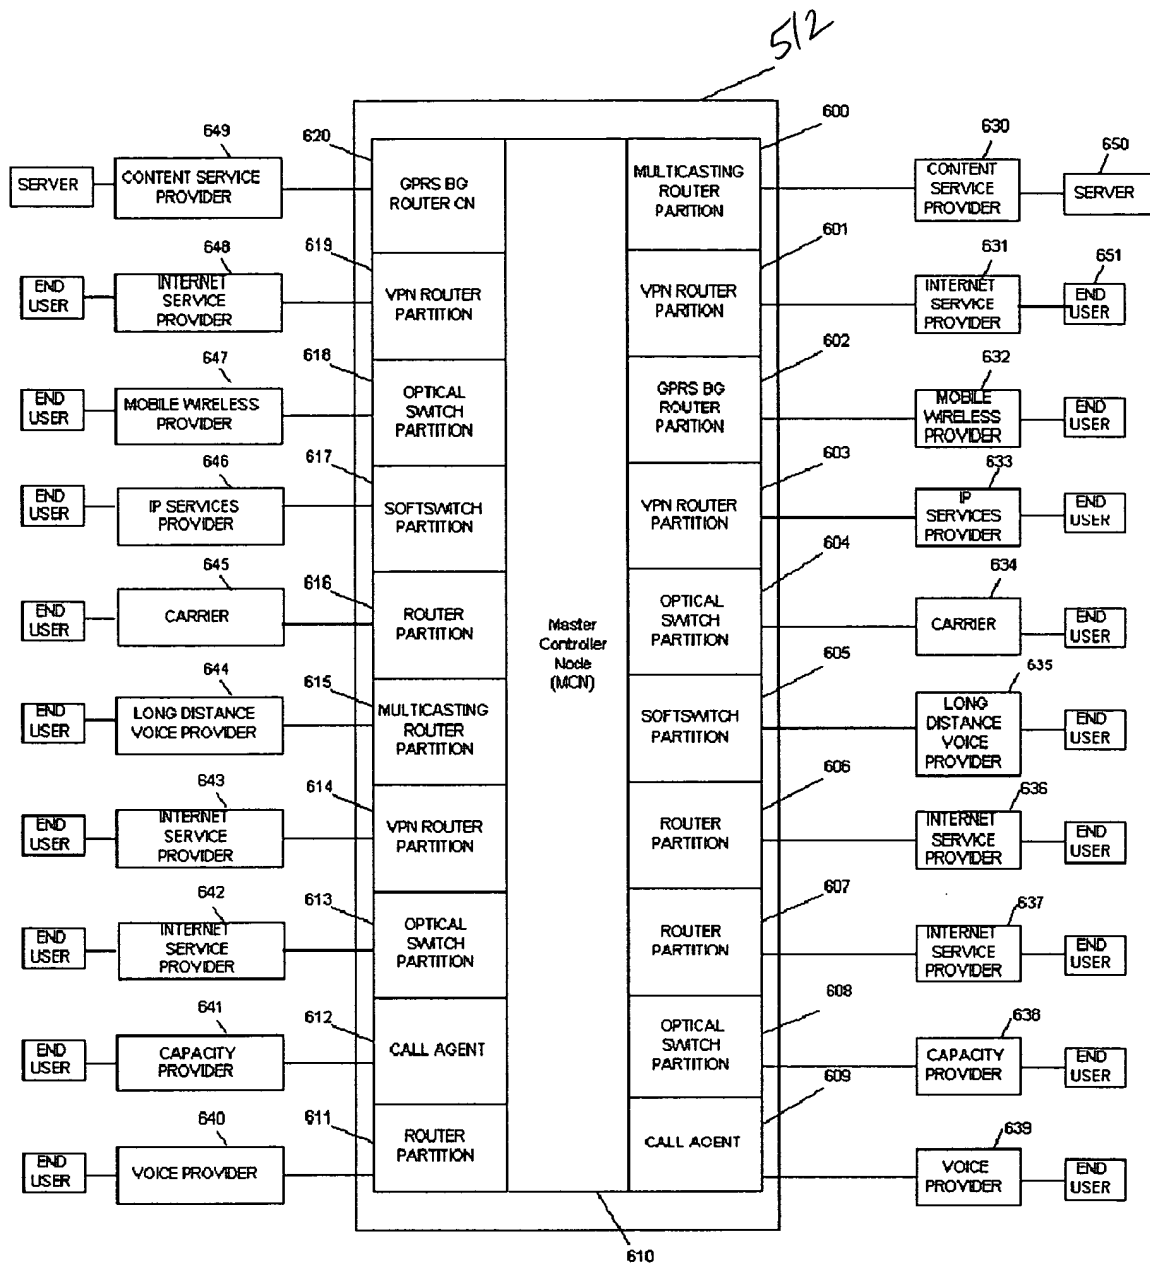 512
649
620
600
630
650
SERVER
CONTENT SERVICE
PROVIDER
GPRS BG
ROUTER CN
MULTICASTING
ROUTER
PARTITION
CONTENT
SERVICE
PROVIDER
SERVER
648
619
601
631
651
END
USER
INTERNET
SERVICE
PROVIDER
VPN ROUTER
PARTITION
VPN ROUTER
PARTITION
INTERNET
SERVICE
PROVIDER
END
USER
647
618
602
632
END
USER
MOBILE WIRELESS
PROVIDER
OPTICAL
SWITCH
PARTITION
GPRS BG
ROUTER
PARTITION
MOBILE
WIRELESS
PROVIDER
END
USER
646
617
603
633
END
USER
IP SERVICES
PROVIDER
SOFTSWITCH
PARTITION
VPN ROUTER
PARTITION
IP
SERVICES
PROVIDER
END
USER
645
616
604
634
END
USER
CARRIER
ROUTER
PARTITION
Master
Controller
Node
(MCN)
OPTICAL
SWITCH
PARTITION
CARRIER
END
USER
644
615
605
635
END
USER
LONG DISTANCE
VOICE PROVIDER
MULTICASTING
ROUTER
PARTITION
SOFTSWITCH
PARTITION
LONG
DISTANCE
VOICE
PROVIDER
END
USER
643
614
606
636
END
USER
INTERNET
SERVICE
PROVIDER
VPN ROUTER
PARTITION
ROUTER
PARTITION
INTERNET
SERVICE
PROVIDER
END
USER
642
613
607
637
END
USER
INTERNET
SERVICE
PROVIDER
OPTICAL
SWITCH
PARTITION
ROUTER
PARTITION
INTERNET
SERVICE
PROVIDER
END
USER
641
612
608
638
END
USER
CAPACITY
PROVIDER
CALL AGENT
OPTICAL
SWITCH
PARTITION
CAPACITY
PROVIDER
END
USER
640
611
609
639
END
USER
VOICE PROVIDER
ROUTER
PARTITION
CALL AGENT
VOICE
PROVIDER
END
USER
610